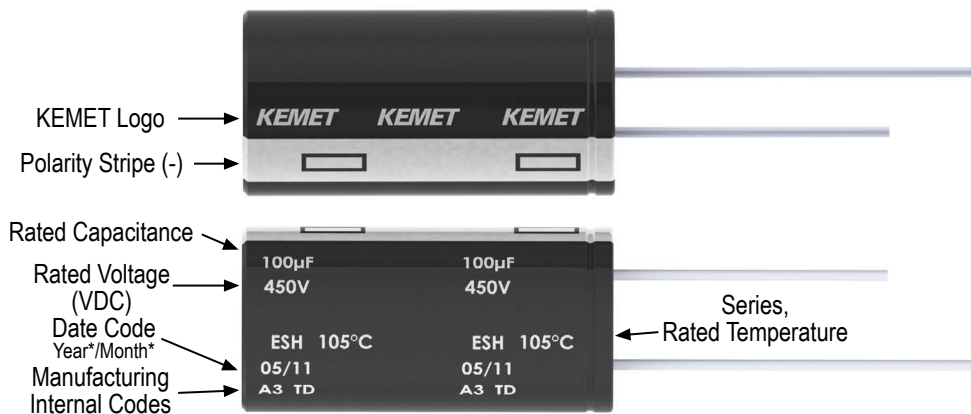 KEMET Logo
KEMET KEMET KEMET
Polarity Stripe (-)
Rated Capacitance
100µF 100µF
Rated Voltage
(VDC)
450V 450V
Date Code
Year*/Month*
Manufacturing
Internal Codes
ESH 105°C ESH 105°C
05/11 05/11
A3 TD A3 TD
Series,
Rated Temperature